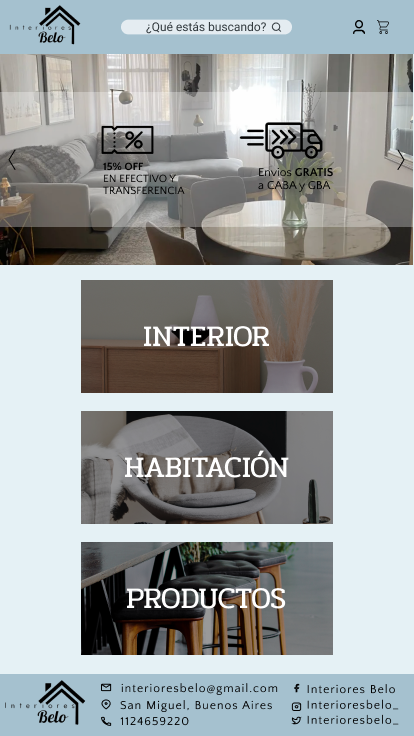 Interiores
Belo
¿Qué estás buscando?
15% OFF
EN EFECTIVO Y
TRANSFERENCIA
Envíos GRATIS
a CABA y GBA
INTERIOR
HABITACIÓN
PRODUCTOS
Interiores
Belo
interioresbelo@gmail.com
San Miguel, Buenos Aires
1124659220
Interiores Belo
Interioresbelo_
Interioresbelo_